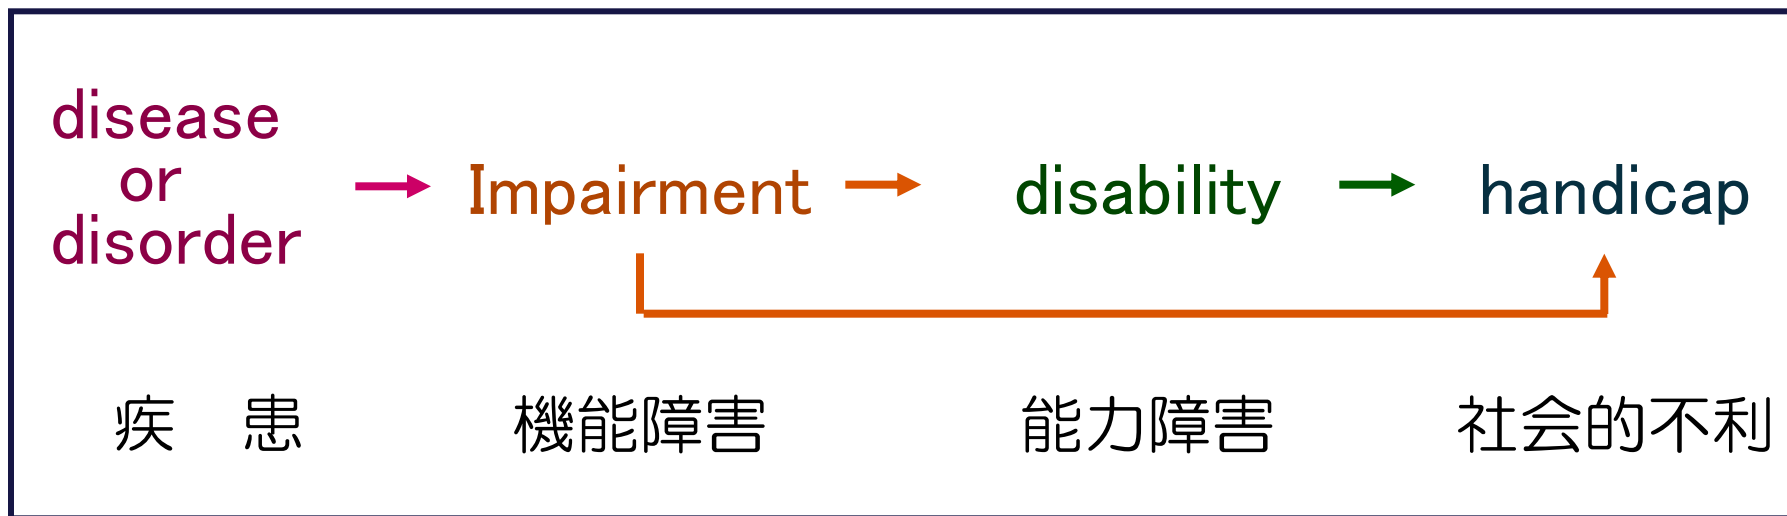 disease
or
disorder
Impairment
disability
handicap
疾 患
機能障害
能力障害
社会的不利